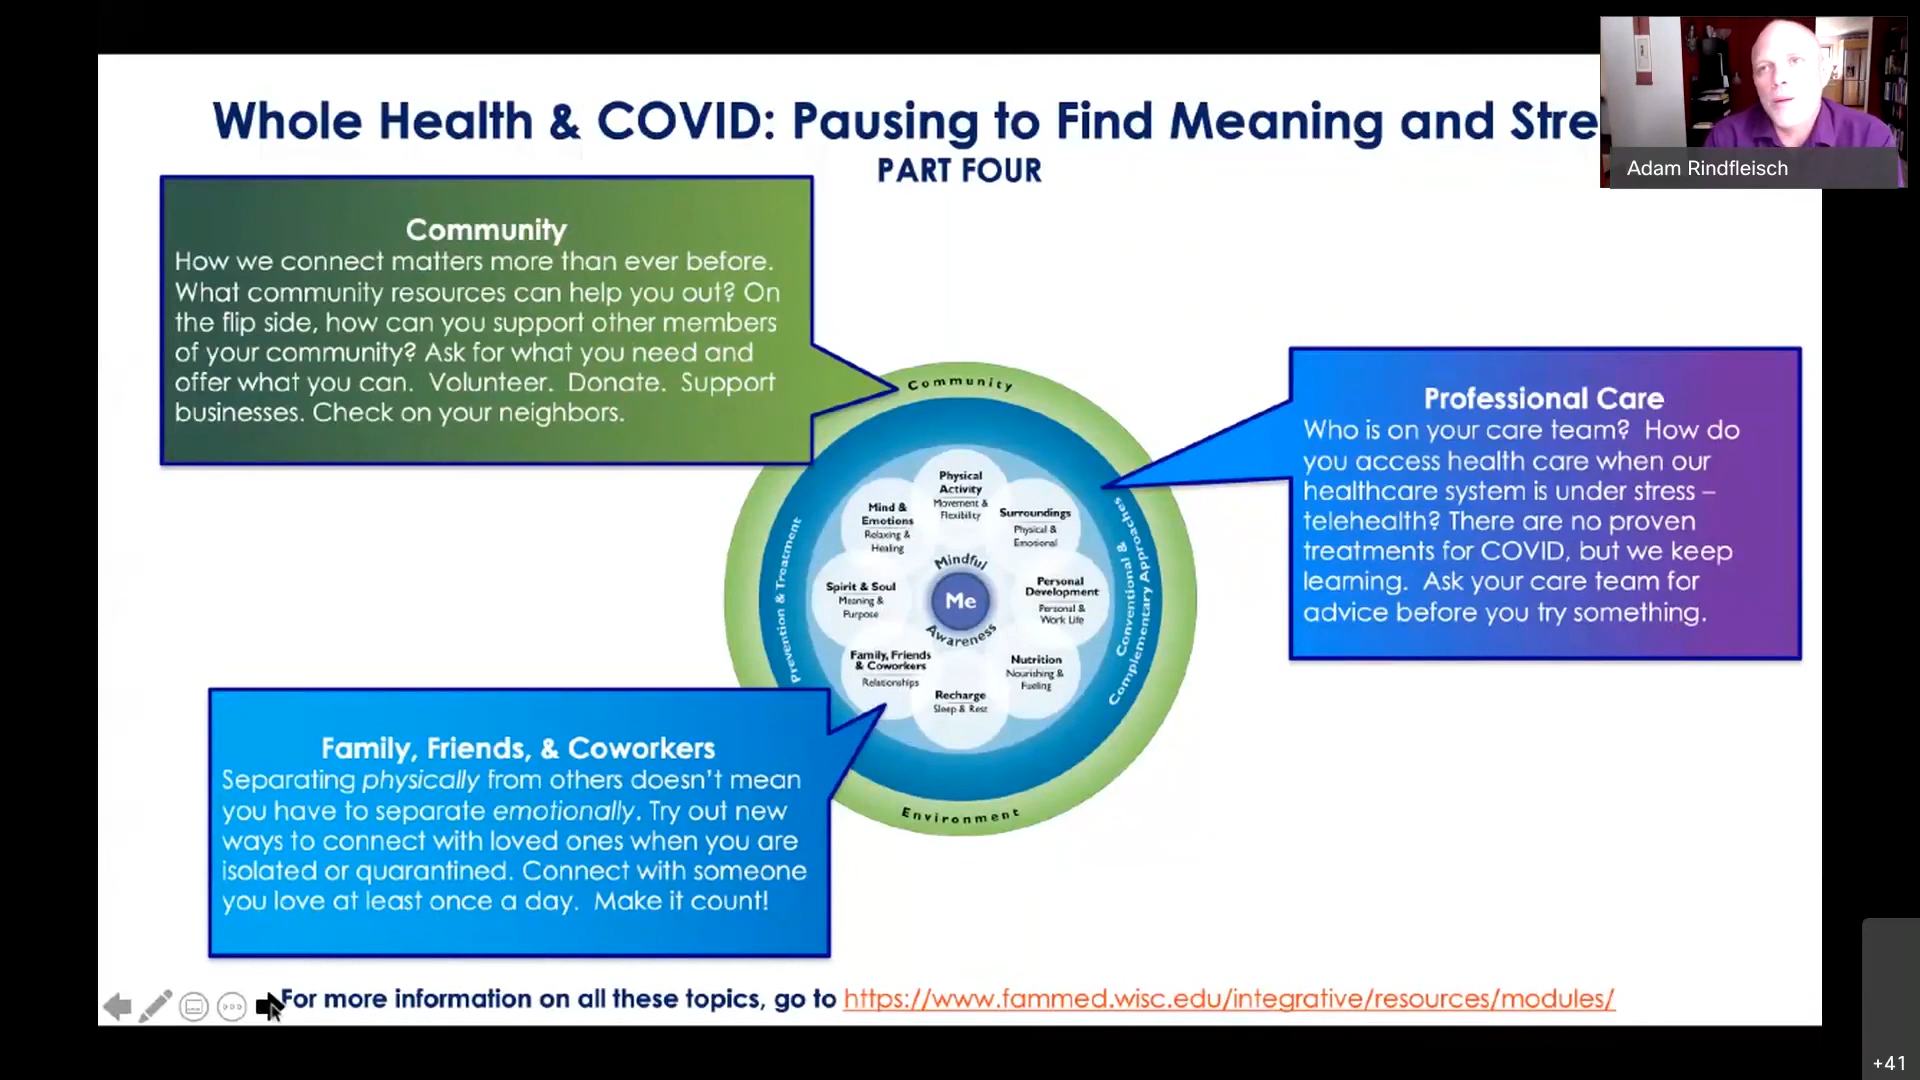 Whole Health & COVID: Pausing to Find Meaning and Stre
PART FOUR
Adam Rindfleisch
Community
How we connect matters more than ever before.
What community resources can help you out? On
the flip side, how can you support other members
of your community? Ask for what you need and
offer what you can. Volunteer. Donate. Support
businesses. Check on your neighbors.
Professional Care
Who is on your care team? How do
you access health care when our
healthcare system is under stress –
telehealth? There are no proven
treatments for COVID, but we keep
learning. Ask your care team for
advice before you try something.
Community
Prevention & Treatment
Conventional &
Complementary Approaches
Environment
Physical
Activity
Movement &
Flexibility
Surroundings
Physical &
Emotional
Personal
Development
Personal &
Work Life
Nutrition
Nourishing &
Fueling
Recharge
Sleep & Rest
Family, Friends
& Coworkers
Relationships
Spirit & Soul
Meaning &
Purpose
Mind &
Emotions
Relaxing &
Healing
Mindful
Me
Awareness
Family, Friends, & Coworkers
Separating physically from others doesn't mean
you have to separate emotionally. Try out new
ways to connect with loved ones when you are
isolated or quarantined. Connect with someone
you love at least once a day. Make it count!
For more information on all these topics, go to https://www.fammed.wisc.edu/integrative/resources/modules/
+41